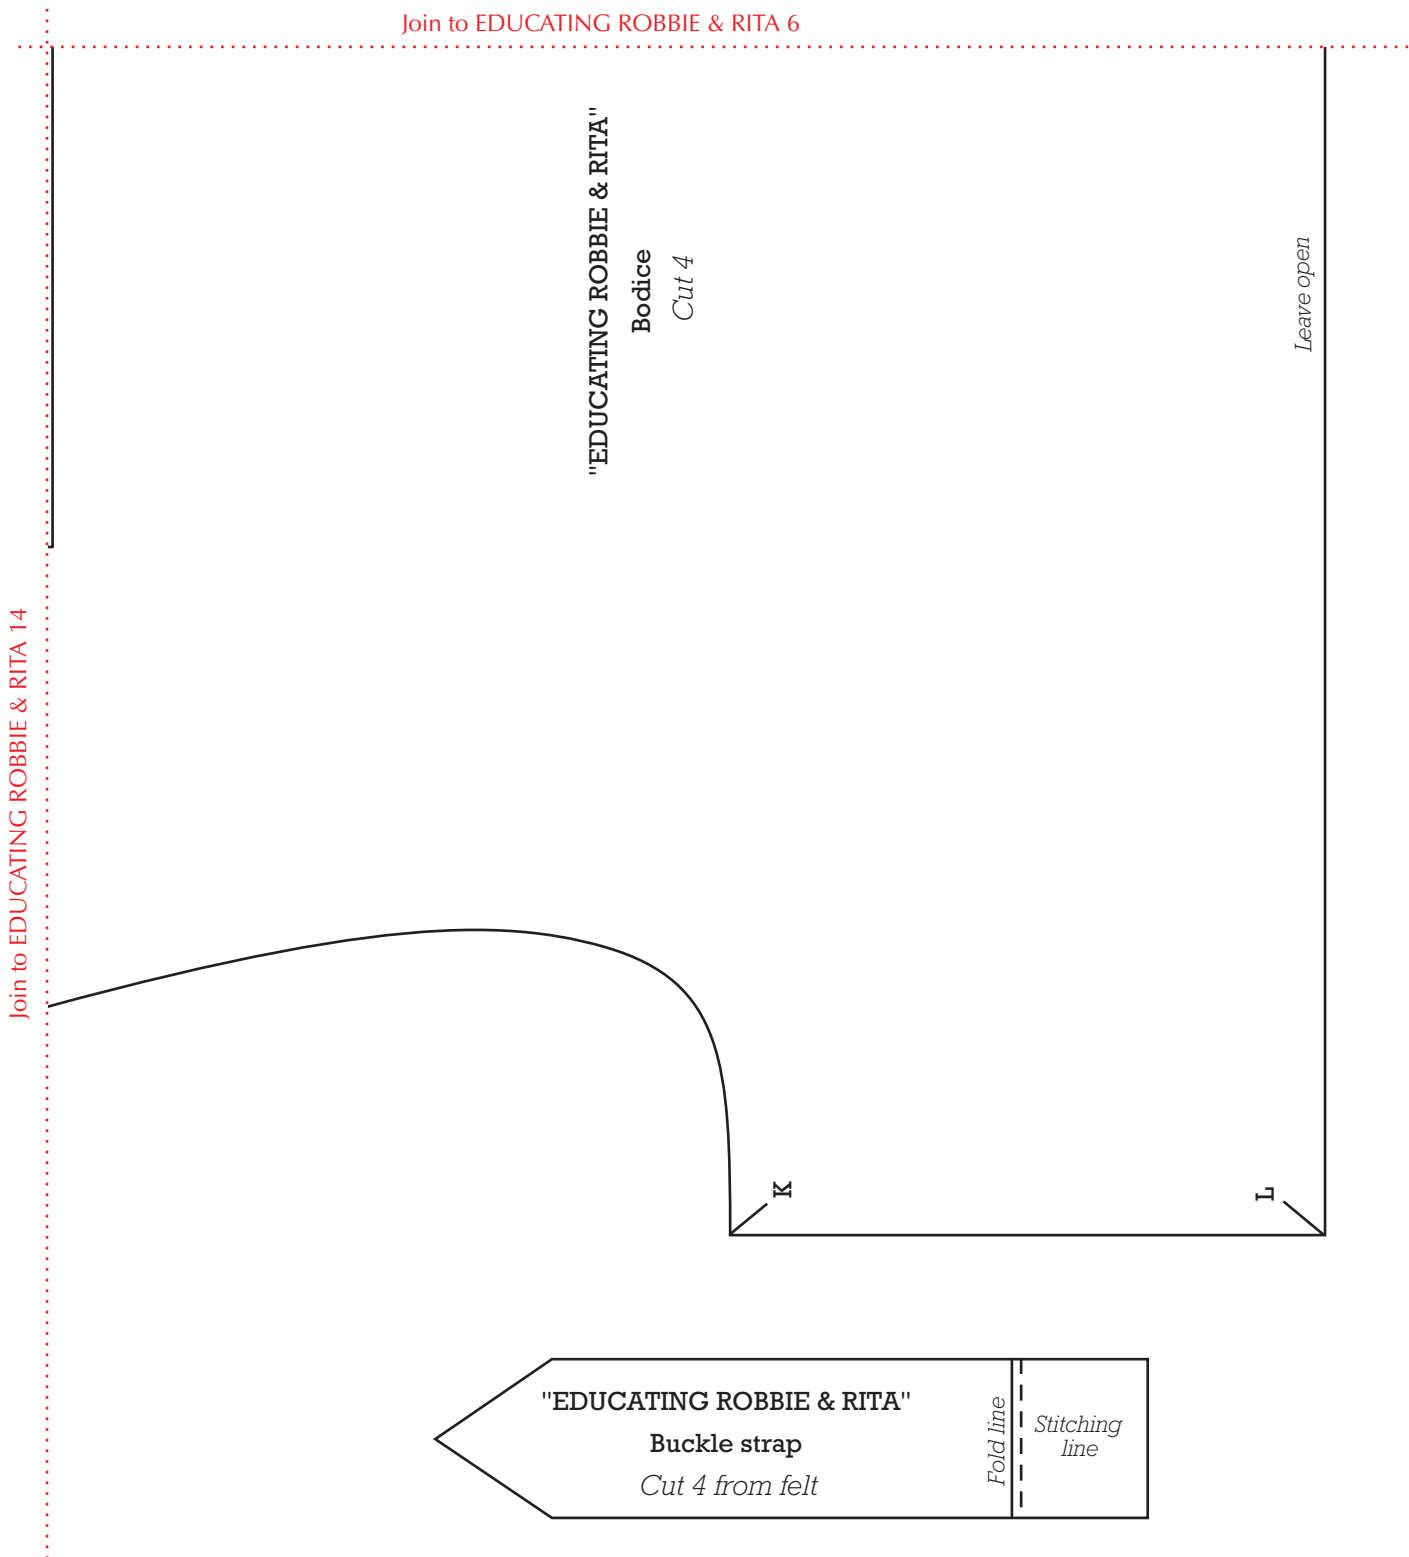 Join to EDUCATING ROBBIE & RITA 6
"EDUCATING ROBBIE & RITA"
Bodice
Cut 4
Leave open
Join to EDUCATING ROBBIE & RITA 14
K
L
"EDUCATING ROBBIE & RITA"
Buckle strap
Cut 4 from felt
Fold line
Stitching
line